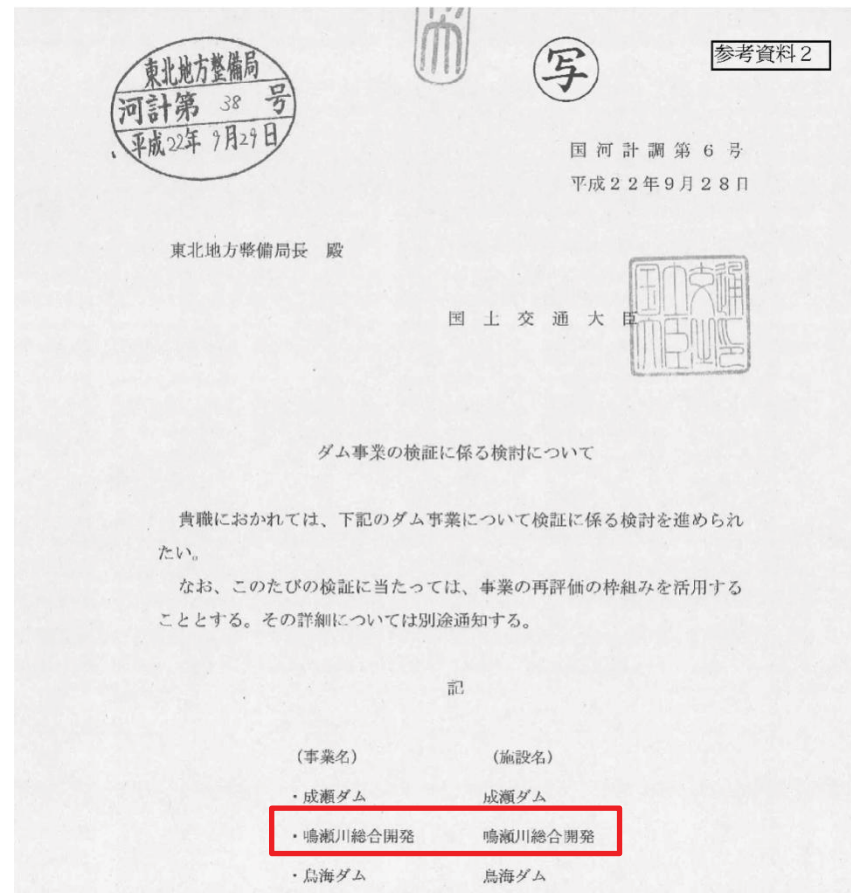 協
写
参考資料2
東北地方整備局
河計第 38 号
平成22年 9月29日
国河計調第6号
平成22年9月28日
東北地方整備局長 殿
国土交通大臣
ダム事業の検証に係る検討について
貴職におかれては、下記のダム事業について検証に係る検討を進められ
たい。
なお、このたびの検証に当たっては、事業の再評価の枠組みを活用する
こととする。その詳細については別途通知する。
記
(事業名) (施設名)
・成瀬ダム 成瀬ダム
・鳴瀬川総合開発 鳴瀬川総合開発
・鳥海ダム 鳥海ダム